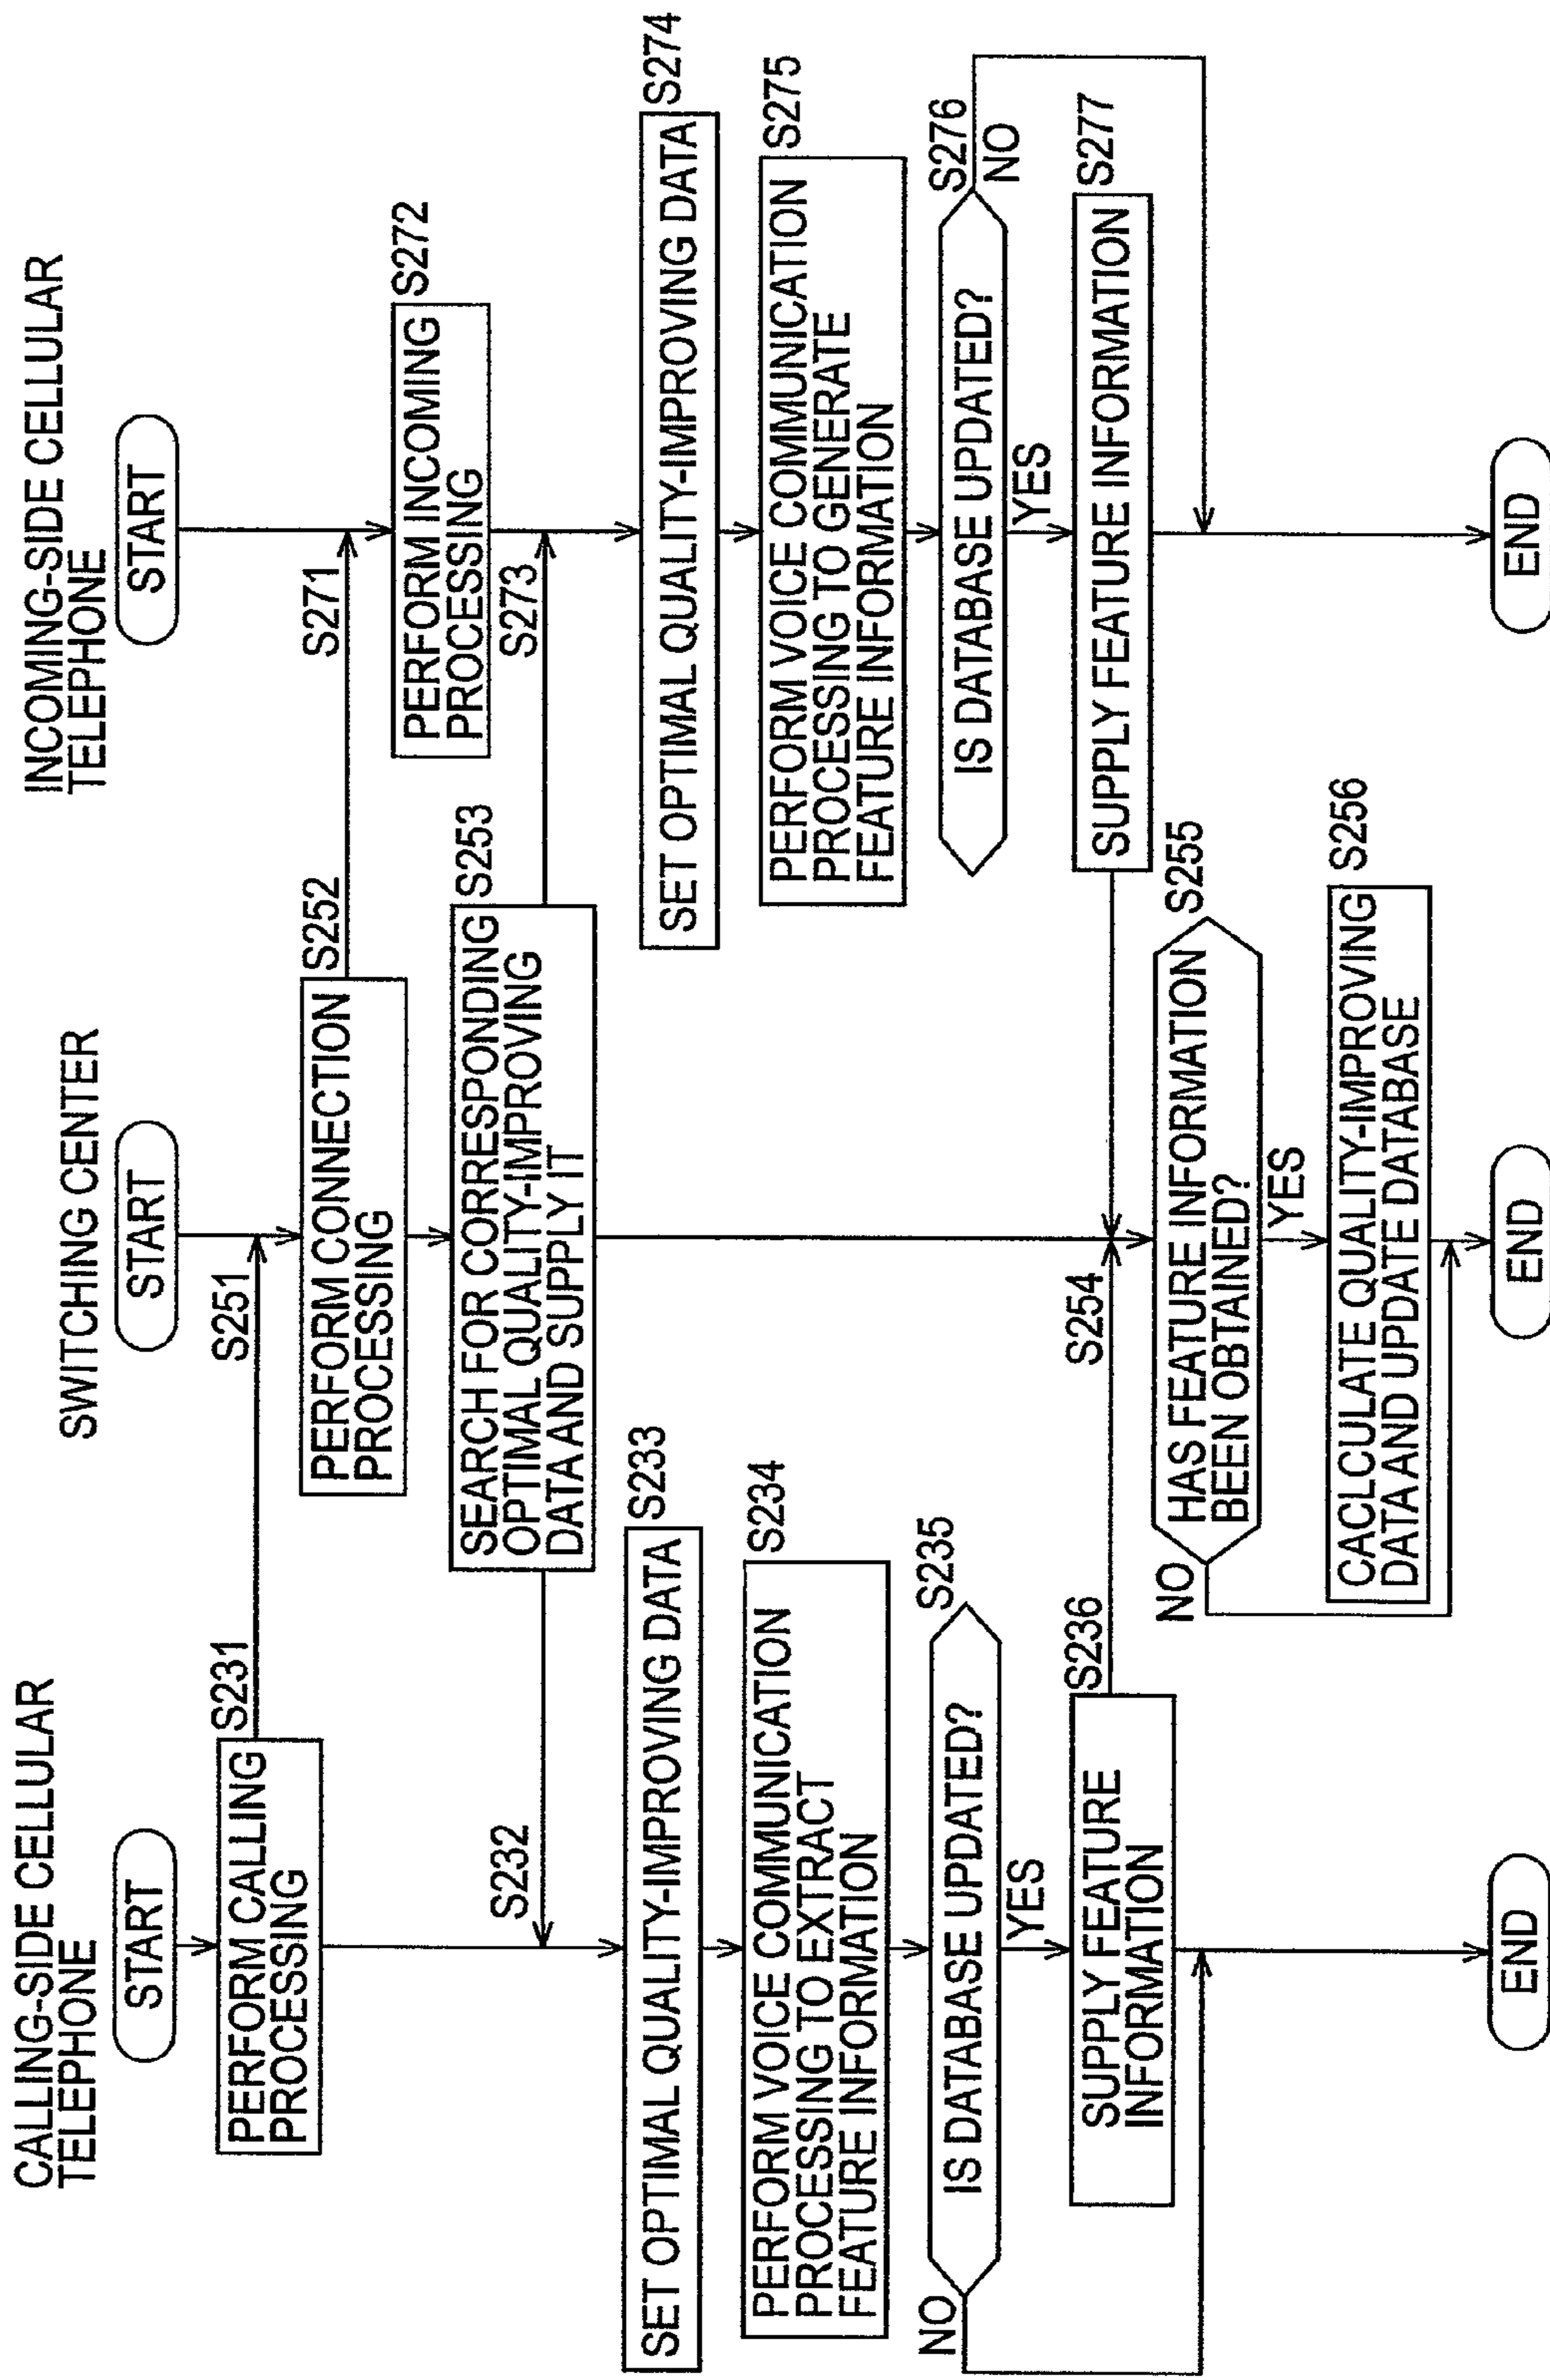 CALLING-SIDE CELLULAR
TELEPHONE
START
PERFORM CALLING
PROCESSING
S231
S232
SET OPTIMAL QUALITY-IMPROVING DATA
S233
PERFORM VOICE COMMUNICATION
PROCESSING TO EXTRACT
FEATURE INFORMATION
S234
IS DATABASE UPDATED?
S235
NO
YES
SUPPLY FEATURE
INFORMATION
S236
END
SWITCHING CENTER
START
S251
PERFORM CONNECTION
PROCESSING
S252
SEARCH FOR CORRESPONDING
OPTIMAL QUALITY-IMPROVING
DATA AND SUPPLY IT
S253
S254
HAS FEATURE INFORMATION
BEEN OBTAINED?
S255
NO
YES
CACLCULATE QUALITY-IMPROVING
DATA AND UPDATE DATABASE
S256
END
INCOMING-SIDE CELLULAR
TELEPHONE
START
S271
PERFORM INCOMING
PROCESSING
S272
S273
SET OPTIMAL QUALITY-IMPROVING DATA
S274
PERFORM VOICE COMMUNICATION
PROCESSING TO GENERATE
FEATURE INFORMATION
S275
IS DATABASE UPDATED?
S276
NO
YES
SUPPLY FEATURE INFORMATION
S277
END